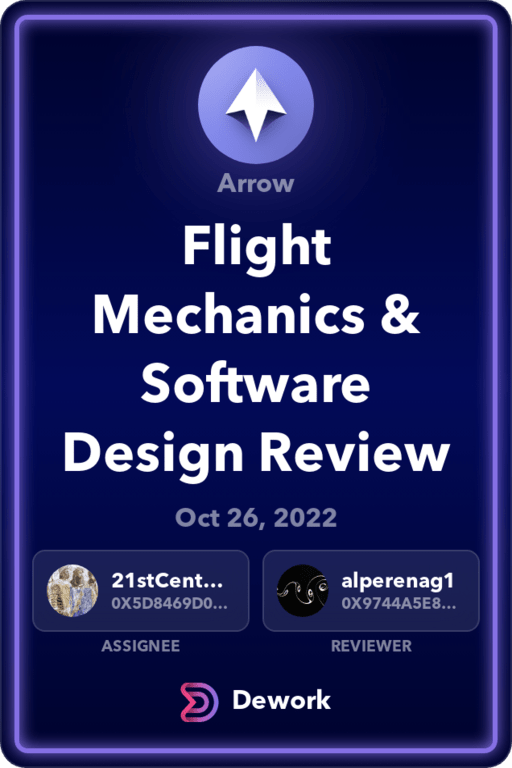 Arrow
Flight
Mechanics &
Software
Design Review
Oct 26, 2022
21stCent...
0X5D8469D0...
ASSIGNEE
alperenag1
0X9744A5E8...
REVIEWER
Dework